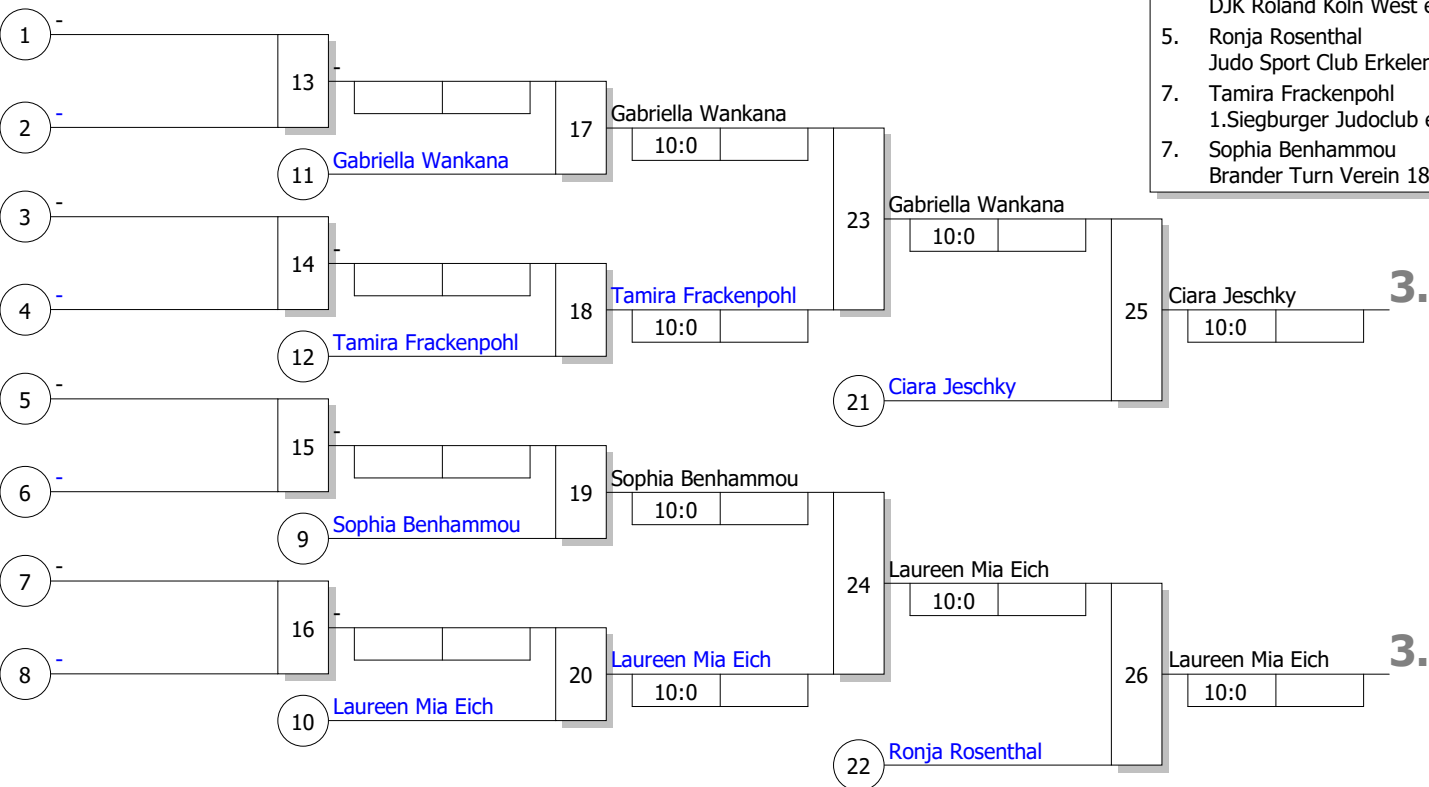 DJK Roland Köln West e
5. Ronja Rosenthal
Judo Sport Club Erkelen
7. Tamira Frackenpohl
1.Siegburger Judoclub e
7. Sophia Benhammou
Brander Turn Verein 18
1 -
2 -
13 -
11 Gabriella Wankana
17 Gabriella Wankana
10:0
3 -
4 -
14 -
12 Tamira Frackenpohl
18 Tamira Frackenpohl
10:0
23 Gabriella Wankana
10:0
21 Ciara Jeschky
25 Ciara Jeschky
10:0
3.
5 -
6 -
15 -
9 Sophia Benhammou
19 Sophia Benhammou
10:0
7 -
8 -
16 -
10 Laureen Mia Eich
20 Laureen Mia Eich
10:0
24 Laureen Mia Eich
10:0
22 Ronja Rosenthal
26 Laureen Mia Eich
10:0
3.